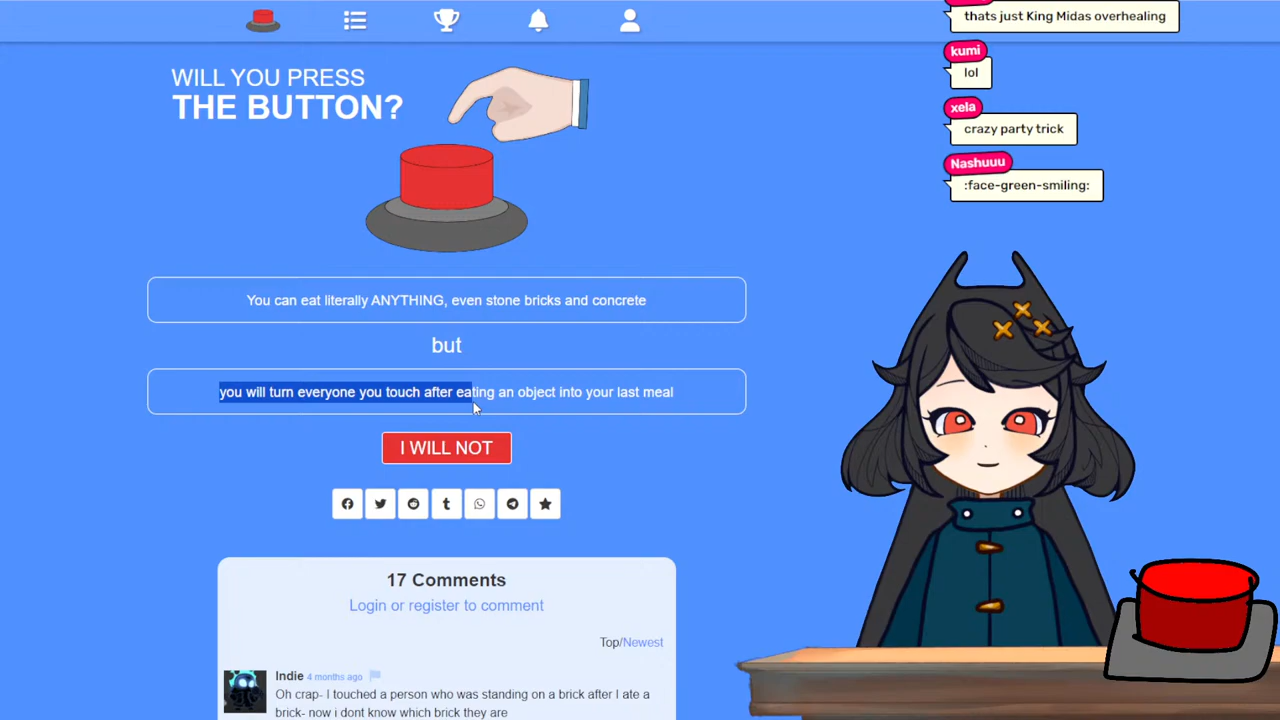 WILL YOU PRESS
THE BUTTON?
You can eat literally ANYTHING, even stone bricks and concrete
but
you will turn everyone you touch after eating an object into your last meal
I WILL NOT
17 Comments
Login or register to comment
Top/Newest
Indie 4 months ago
Oh crap- I touched a person who was standing on a brick after I ate a
brick- now i dont know which brick they are
thats just King Midas overhealing
kumi
lol
xela
crazy party trick
Nashuuu
:face-green-smiling: